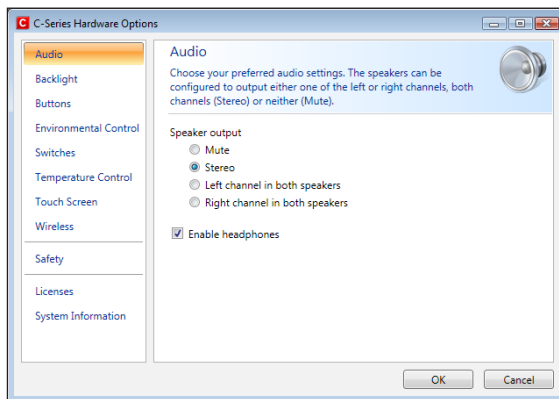 C C-Series Hardware Options
Audio
Backlight
Buttons
Environmental Control
Switches
Temperature Control
Touch Screen
Wireless
Safety
Licenses
System Information
Audio
Choose your preferred audio settings. The speakers can be
configured to output either one of the left or right channels, both
channels (Stereo) or neither (Mute).
Speaker output
Mute
Stereo
Left channel in both speakers
Right channel in both speakers
Enable headphones
OK
Cancel